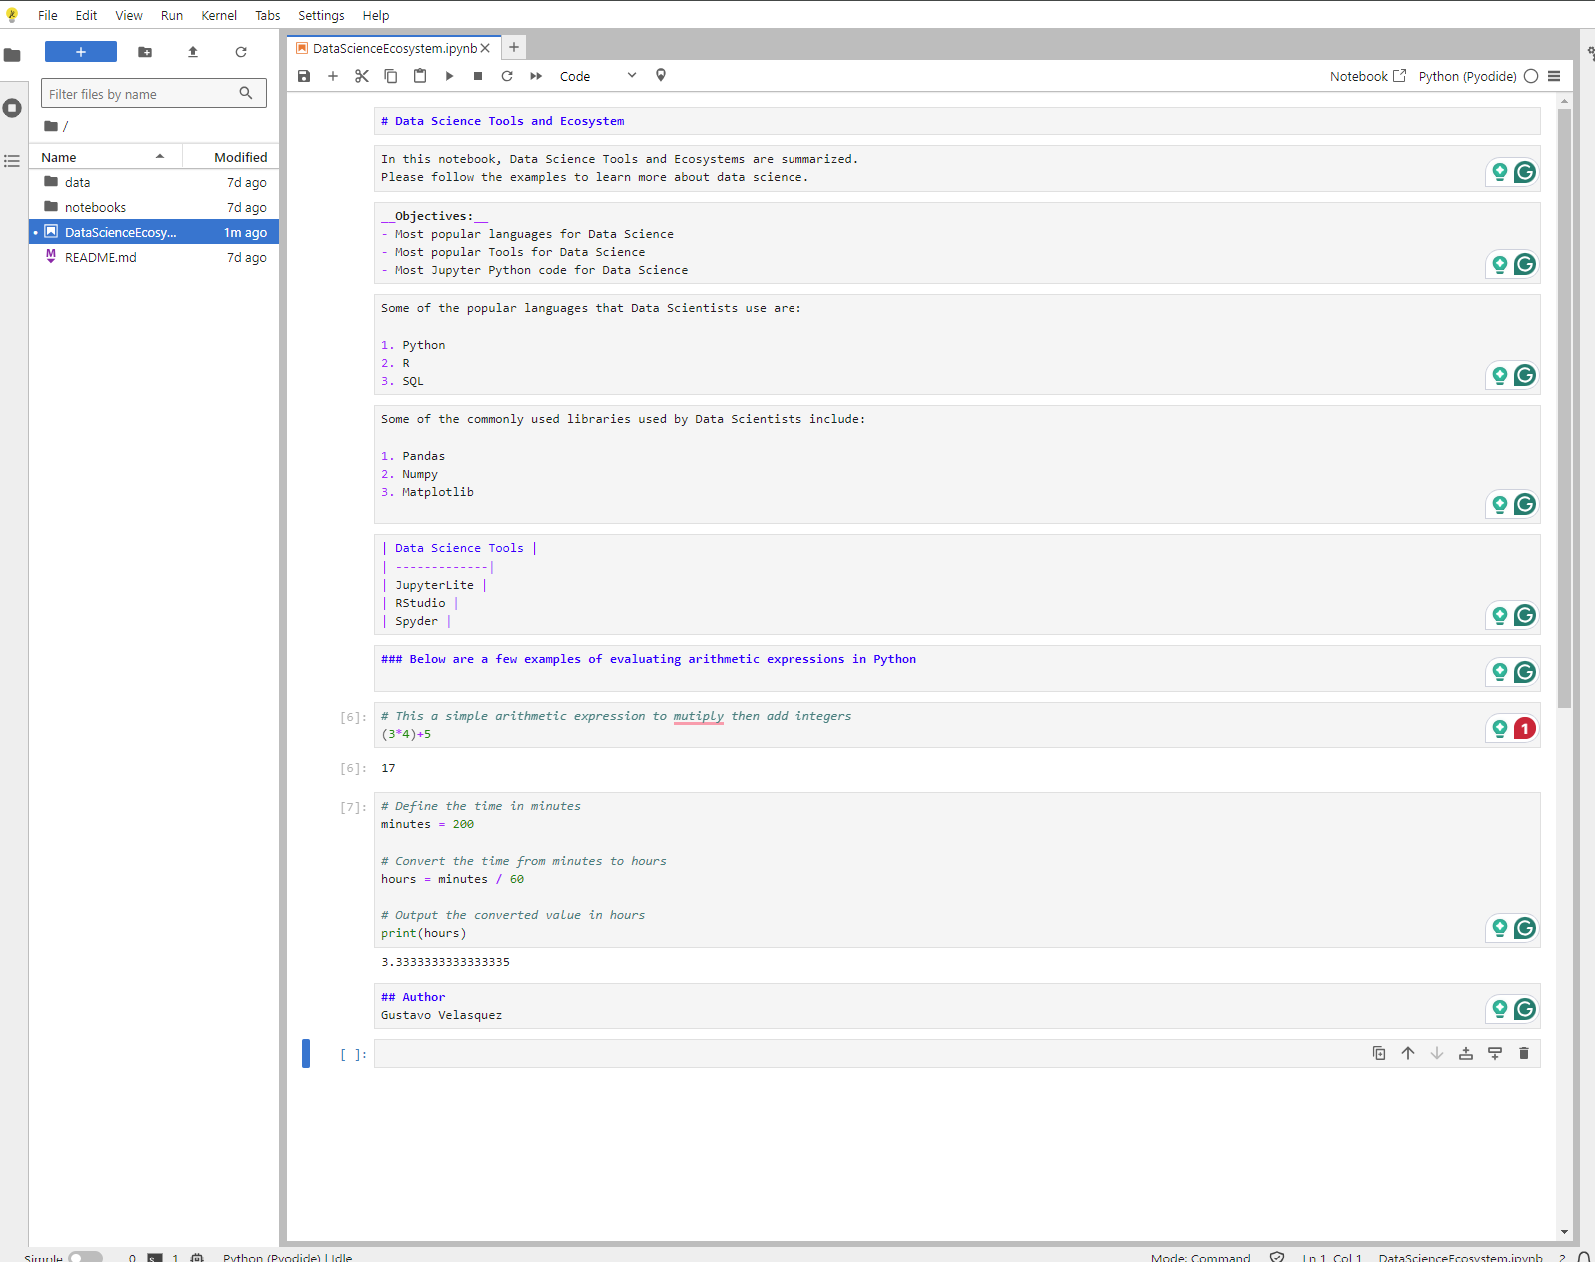 File Edit View Run Kernel Tabs Settings Help
DataScienceEcosystem.ipynb
Code
Notebook
Python (Pyodide)
Filter files by name
/
Name Modified
data 7d ago
notebooks 7d ago
DataScienceEcosy... 1m ago
README.md 7d ago
# Data Science Tools and Ecosystem
In this notebook, Data Science Tools and Ecosystems are summarized.
Please follow the examples to learn more about data science.
__Objectives:__
- Most popular languages for Data Science
- Most popular Tools for Data Science
- Most Jupyter Python code for Data Science
Some of the popular languages that Data Scientists use are:
1. Python
2. R
3. SQL
Some of the commonly used libraries used by Data Scientists include:
1. Pandas
2. Numpy
3. Matplotlib
| Data Science Tools |
| -------------|
| JupyterLite |
| RStudio |
| Spyder |
### Below are a few examples of evaluating arithmetic expressions in Python
[6]: # This a simple arithmetic expression to mutiply then add integers
(3*4)+5
1
[6]: 17
[7]: # Define the time in minutes
minutes = 200
# Convert the time from minutes to hours
hours = minutes / 60
# Output the converted value in hours
print(hours)
3.3333333333333335
## Author
Gustavo Velasquez
[ ]:
Simple 0 1 Python (Pyodide) | Idle Mode: Command Ln 1, Col 1 DataScienceEcosystem.ipynb 2